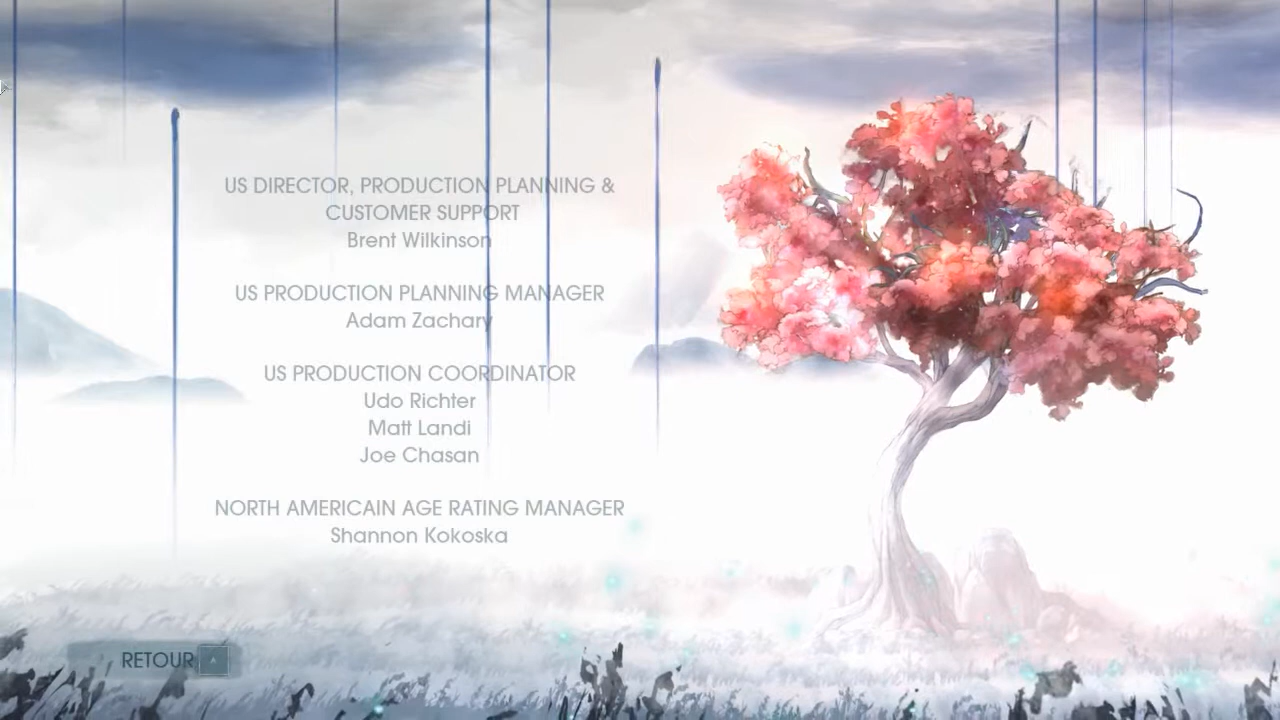 US DIRECTOR, PRODUCTION PLANNING &
CUSTOMER SUPPORT
Brent Wilkinson
US PRODUCTION PLANNING MANAGER
Adam Zachary
US PRODUCTION COORDINATOR
Udo Richter
Matt Landi
Joe Chasan
NORTH AMERICAIN AGE RATING MANAGER
Shannon Kokoska
RETOUR